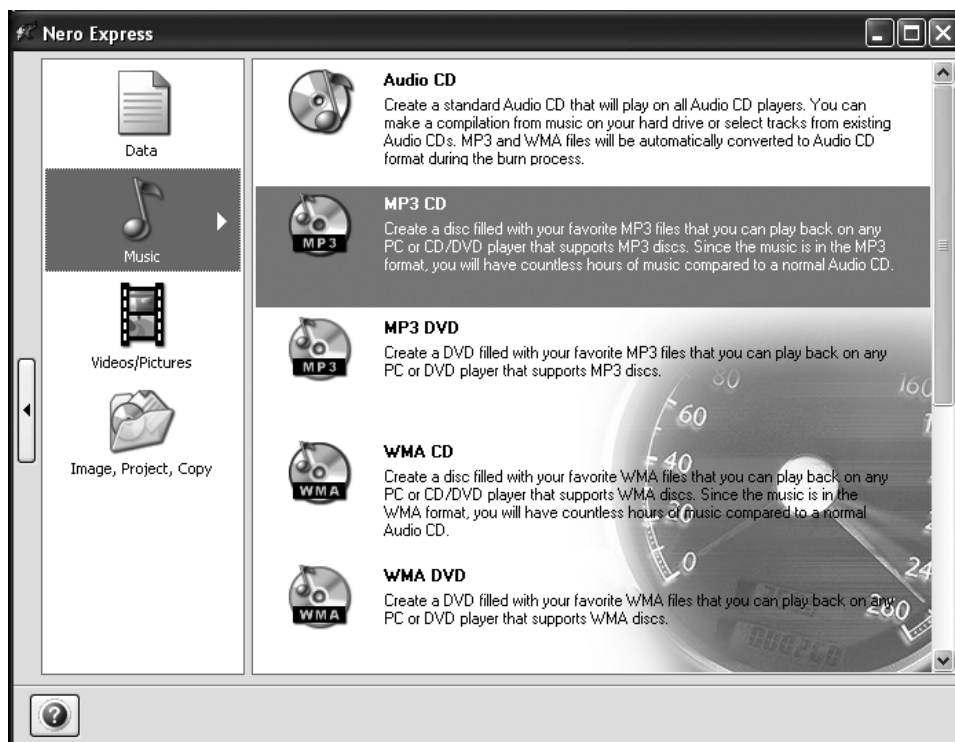 Nero Express
Data
Music
Videos/Pictures
Image, Project, Copy
Audio CD
Create a standard Audio CD that will play on all Audio CD players. You can
make a compilation from music on your hard drive or select tracks from existing
Audio CDs. MP3 and WMA files will be automatically converted to Audio CD
format during the burn process.
MP3
MP3 CD
Create a disc filled with your favorite MP3 files that you can play back on any
PC or CD/DVD player that supports MP3 discs. Since the music is in the MP3
format, you will have countless hours of music compared to a normal Audio CD.
MP3
MP3 DVD
Create a DVD filled with your favorite MP3 files that you can play back on any
PC or DVD player that supports MP3 discs.
WMA
WMA CD
Create a disc filled with your favorite WMA files that you can play back on any
PC or CD/DVD player that supports WMA discs. Since the music is in the
WMA format, you will have countless hours of music compared to a normal
Audio CD.
WMA
WMA DVD
Create a DVD filled with your favorite WMA files that you can play back on any
PC or DVD player that supports WMA discs.
80
160
60
40
20
0
24
260
?